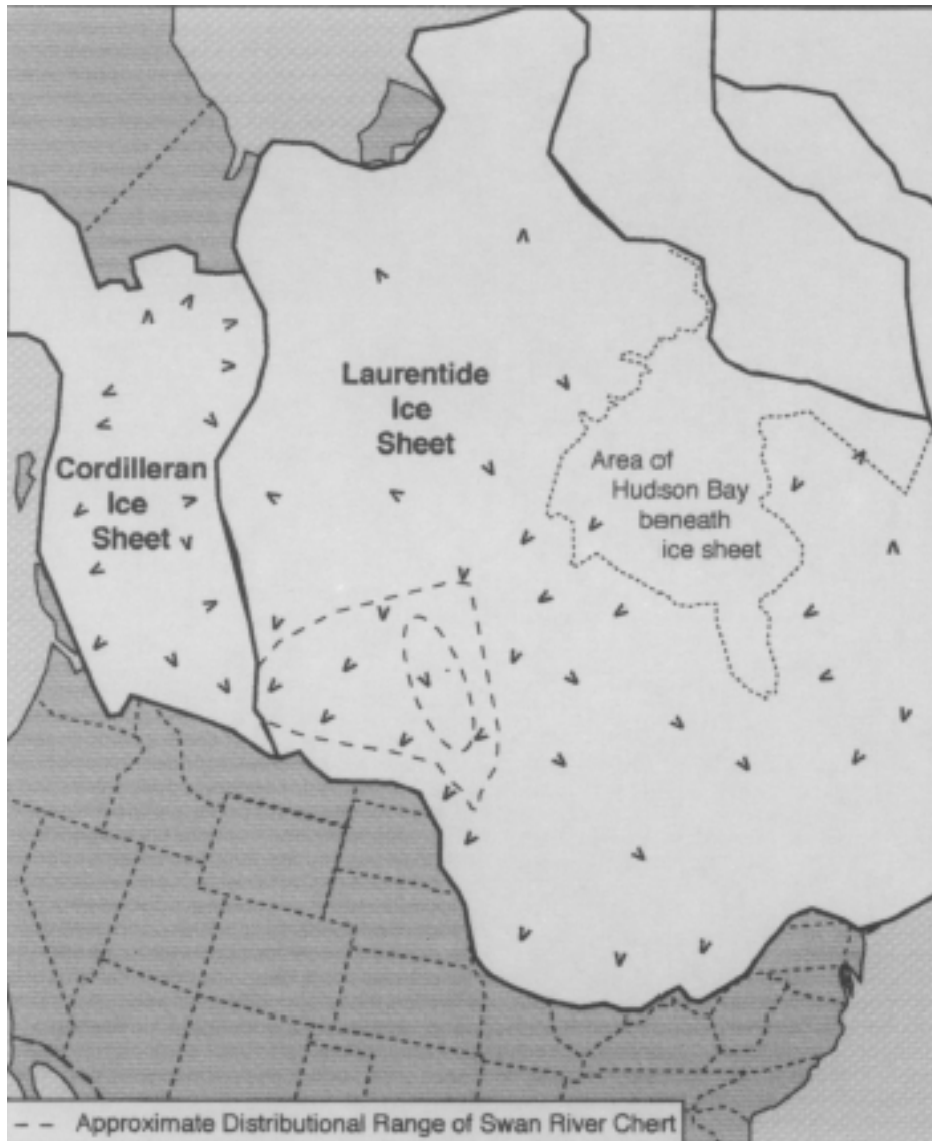 Laurentide
Ice
Sheet
Cordilleran
Ice
Sheet
Area of
Hudson Bay
beneath
ice sheet
Approximate Distributional Range of Swan River Chert